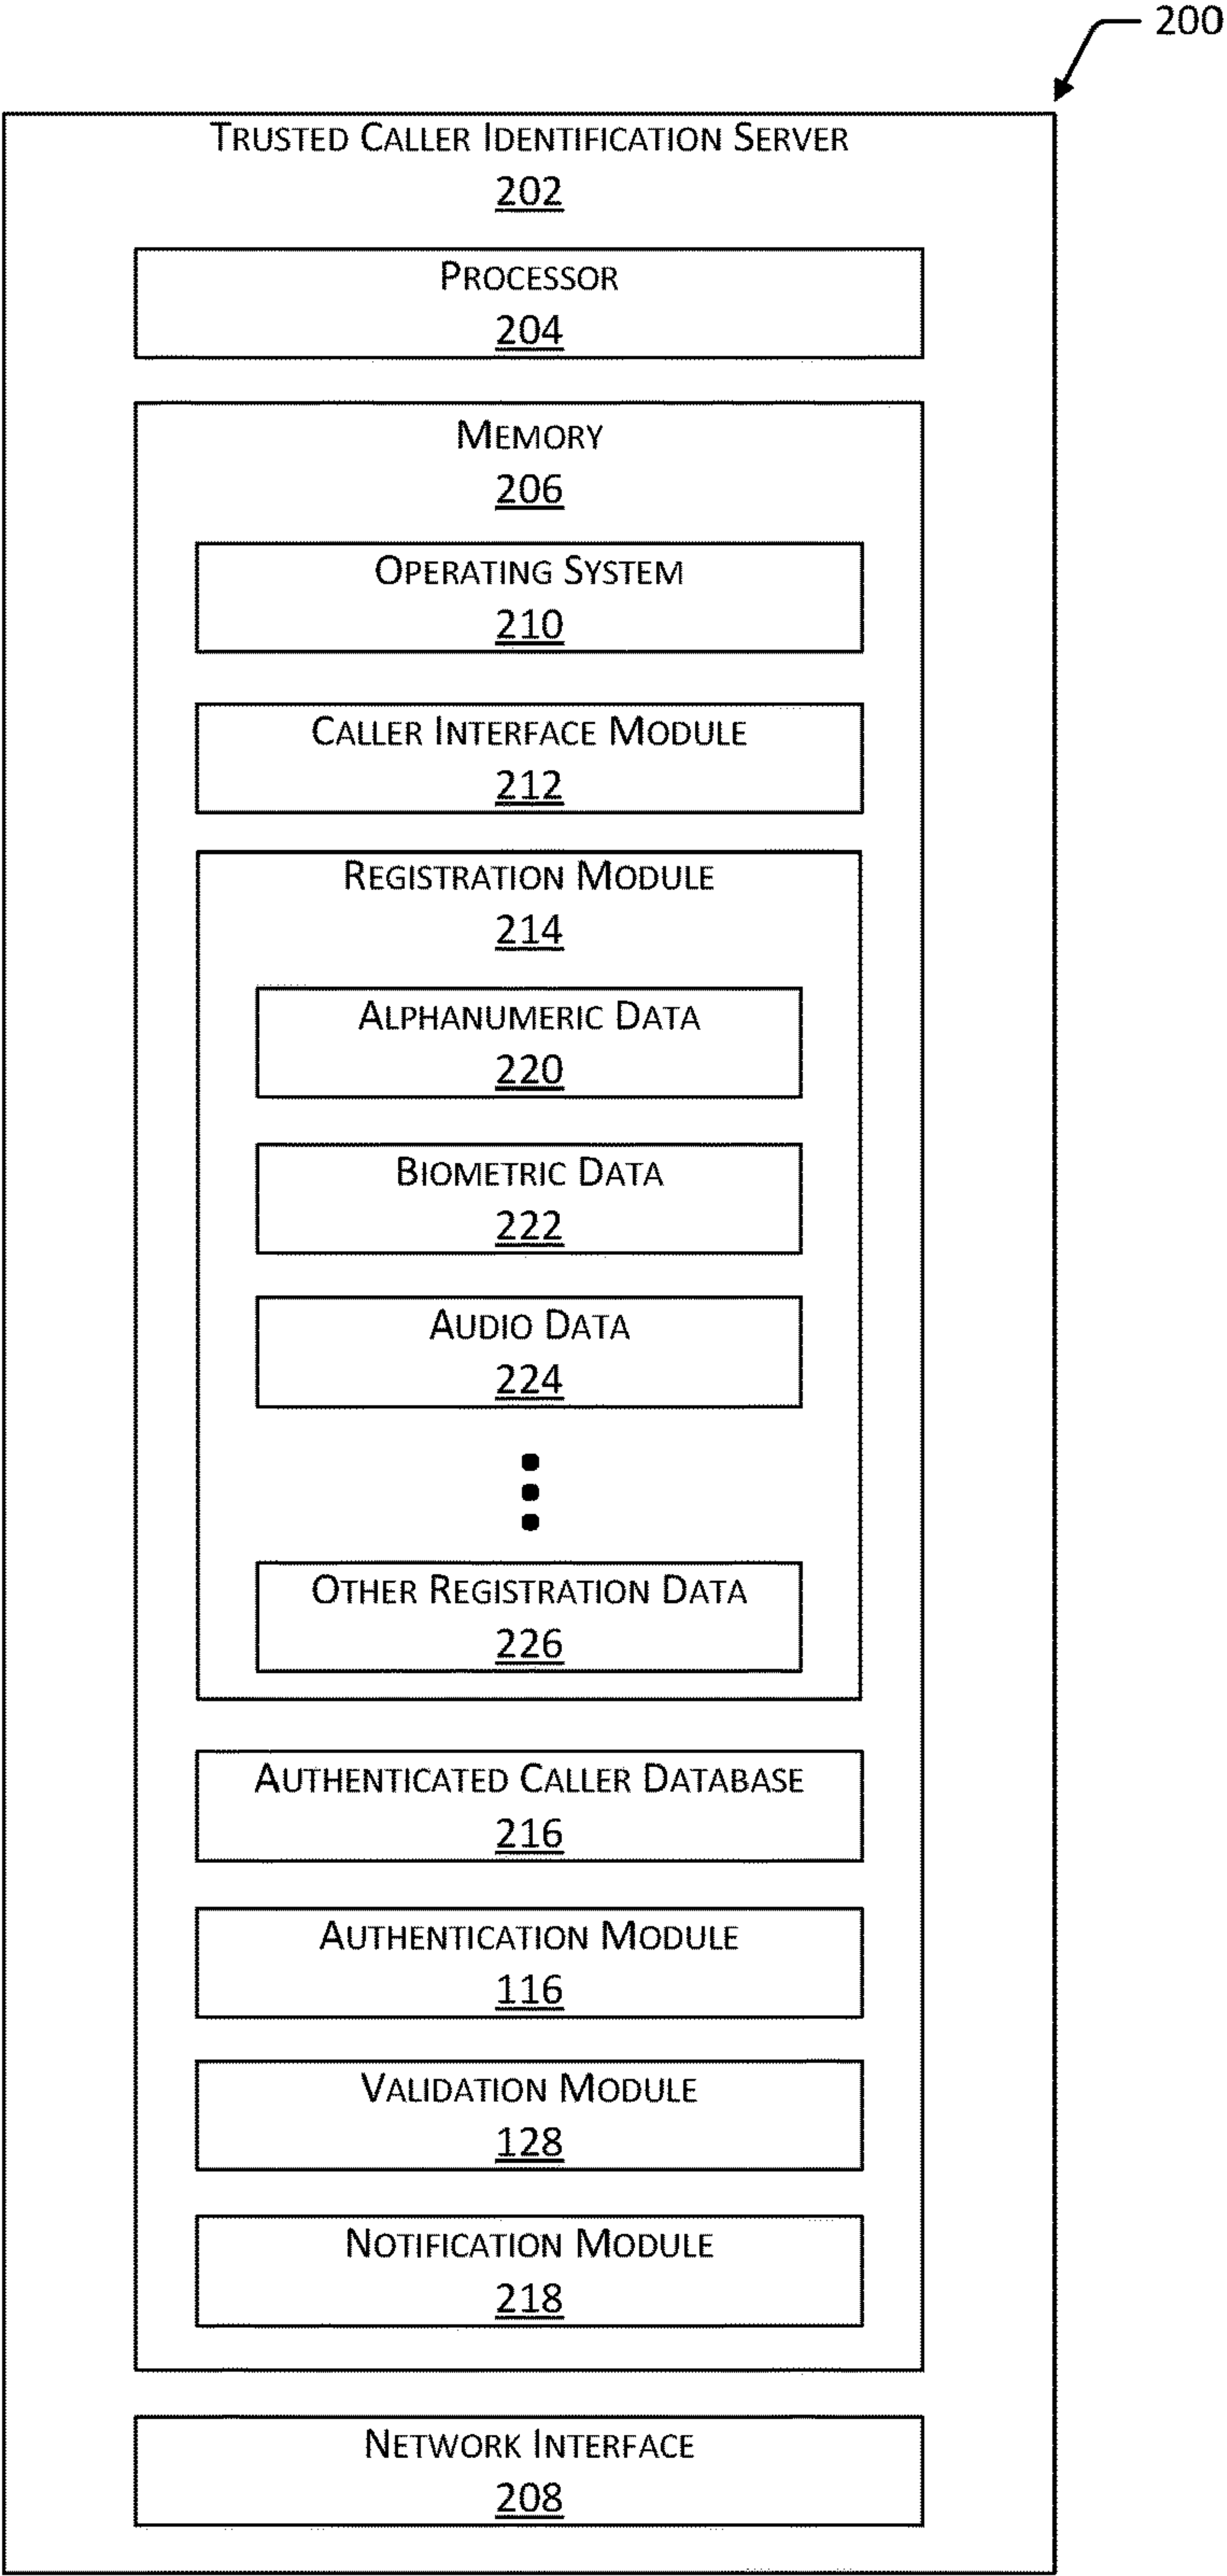 200
TRUSTED CALLER IDENTIFICATION SERVER
202
PROCESSOR
204
MEMORY
206
OPERATING SYSTEM
210
CALLER INTERFACE MODULE
212
REGISTRATION MODULE
214
ALPHANUMERIC DATA
220
BIOMETRIC DATA
222
AUDIO DATA
224
OTHER REGISTRATION DATA
226
AUTHENTICATED CALLER DATABASE
216
AUTHENTICATION MODULE
116
VALIDATION MODULE
128
NOTIFICATION MODULE
218
NETWORK INTERFACE
208